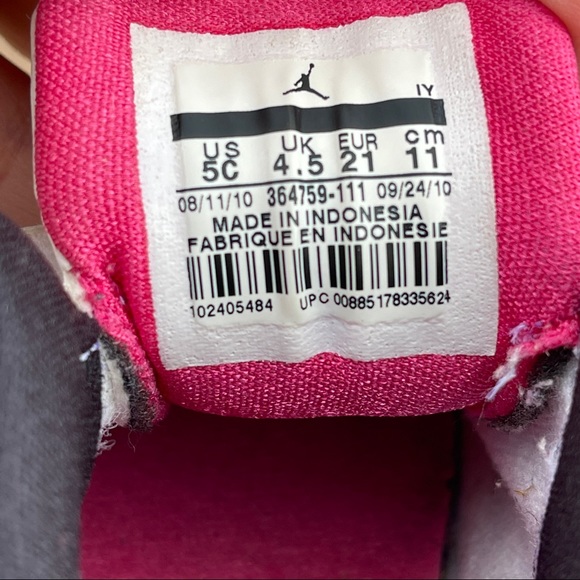 IY
US UK EUR cm
5C 4.5 21 11
08/11/10 364759-111 09/24/10
MADE IN INDONESIA
FABRIQUE EN INDONESIE
102405484 UPC 00885178335624